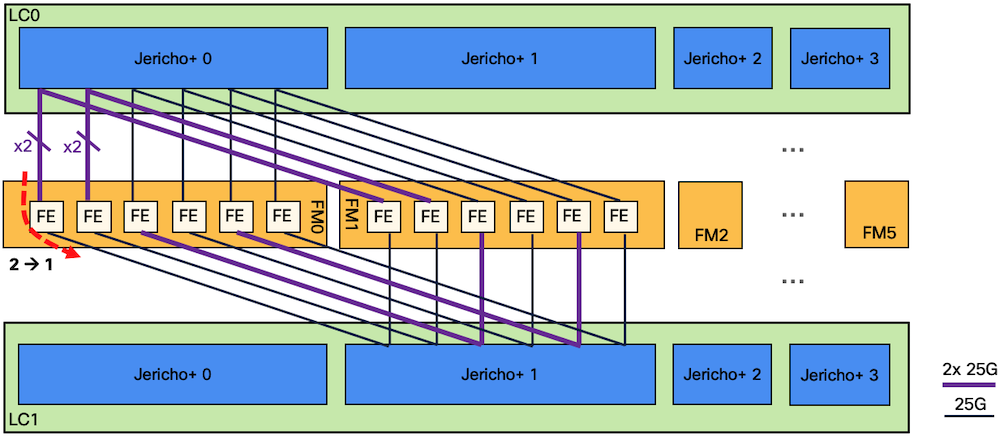 LC0
Jericho+ 0
Jericho+ 1
Jericho+ 2
Jericho+ 3
x2
x2
...
FE
FE
FE
FE
FE
FE
FM0
FM1
FE
FE
FE
FE
FE
FE
FM2
...
FM5
2 → 1
...
Jericho+ 0
Jericho+ 1
Jericho+ 2
Jericho+ 3
LC1
2x 25G
25G